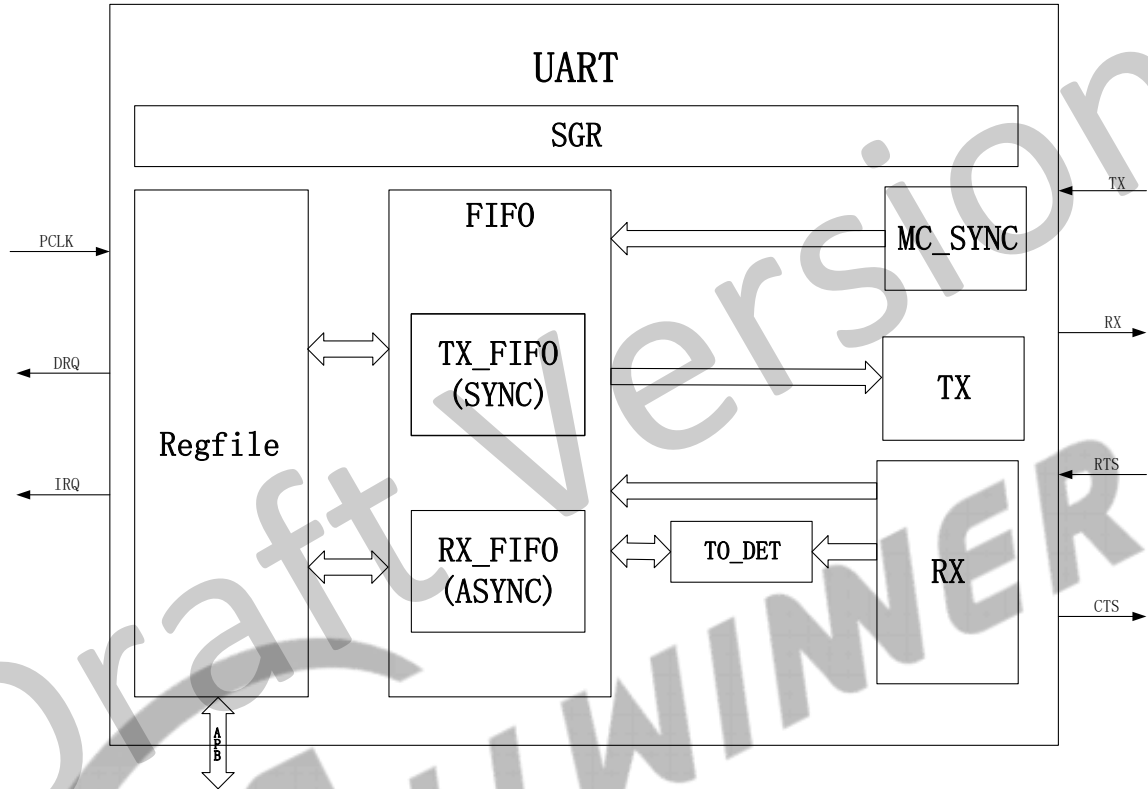 UART
SGR
TX
FIFO
MC_SYNC
PCLK
RX
TX_FIFO
(SYNC)
DRQ
TX
Regfile
RTS
IRQ
RX_FIFO
(ASYNC)
TO_DET
RX
CTS
APB
Draft Version